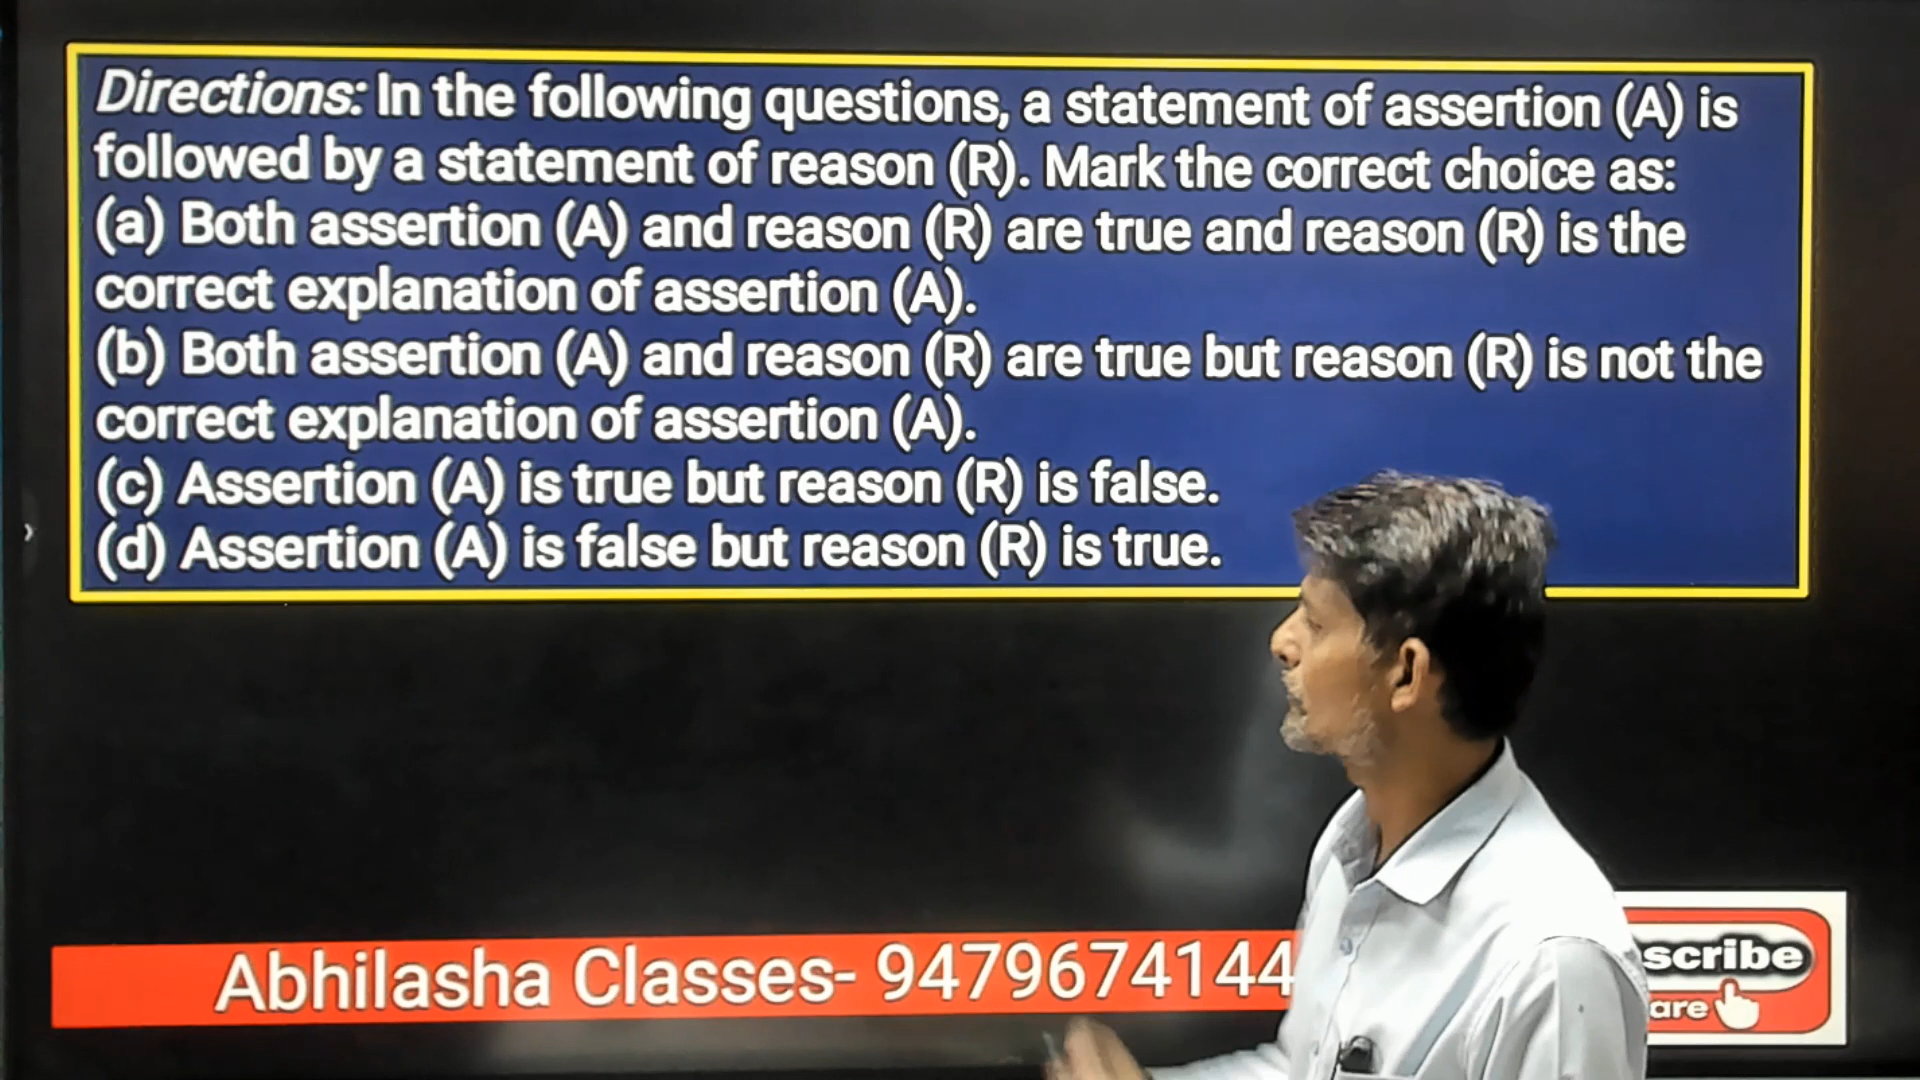 Directions: In the following questions, a statement of assertion (A) is
followed by a statement of reason (R). Mark the correct choice as:
(a) Both assertion (A) and reason (R) are true and reason (R) is the
correct explanation of assertion (A).
(b) Both assertion (A) and reason (R) are true but reason (R) is not the
correct explanation of assertion (A).
(c) Assertion (A) is true but reason (R) is false.
(d) Assertion (A) is false but reason (R) is true.
Abhilasha Classes- 9479674144
scribe
are